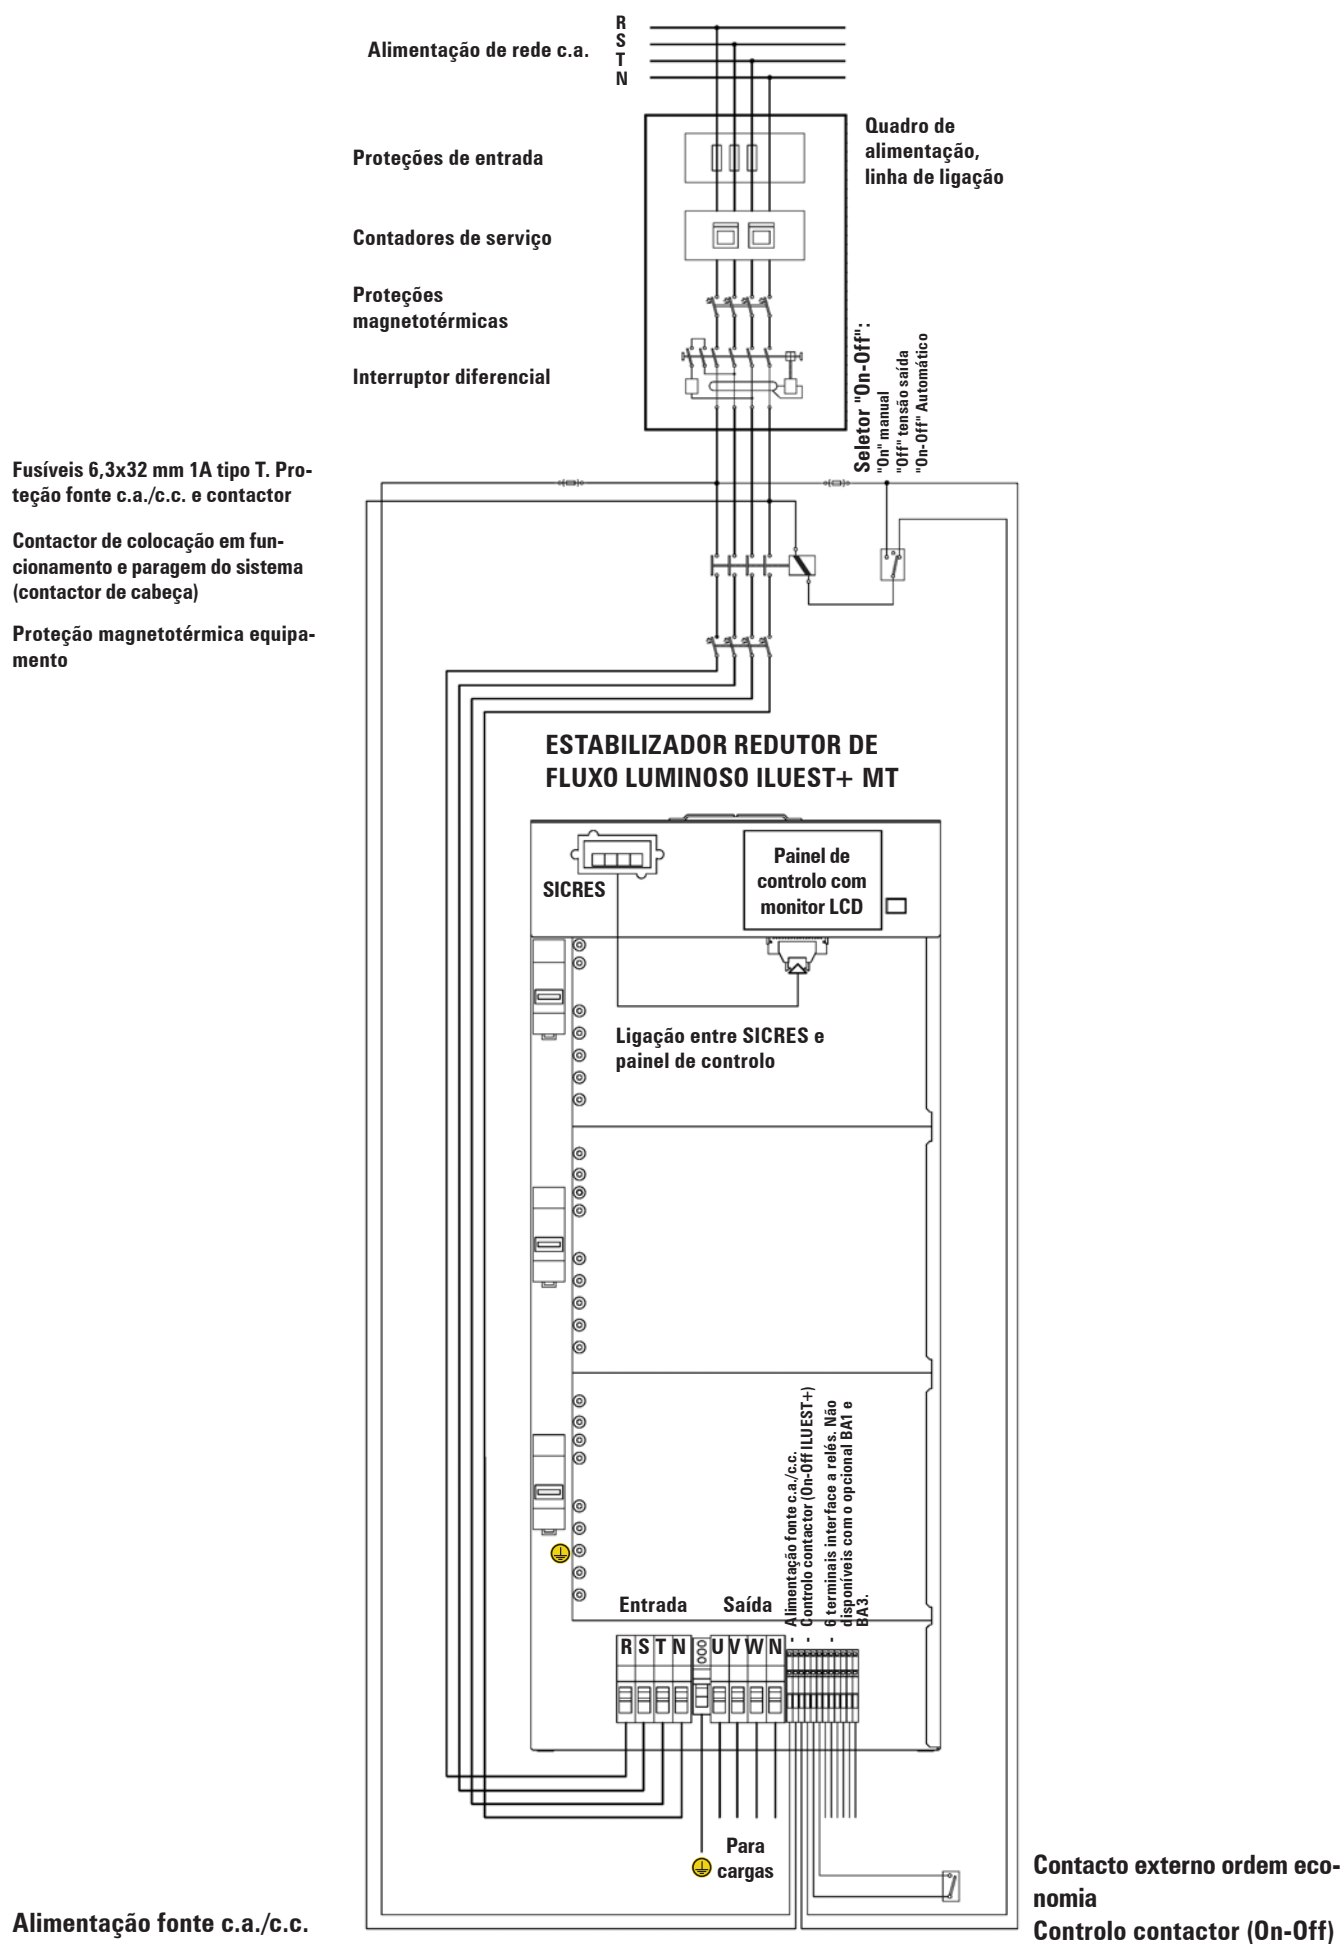 R
S
T
N
Alimentação de rede c.a.
Quadro de
alimentação,
linha de ligação
Proteções de entrada
Contadores de serviço
Proteções
magnetotérmicas
Interruptor diferencial
Seletor "On-Off":
"On" manual
"Off" tensão saída
"On-Off" Automático
Fusíveis 6,3x32 mm 1A tipo T. Pro-
teção fonte c.a./c.c. e contactor
Contactor de colocação em fun-
cionamento e paragem do sistema
(contactor de cabeça)
Proteção magnetotérmica equipa-
mento
ESTABILIZADOR REDUTOR DE
FLUXO LUMINOSO ILUEST+ MT
SICRES
Painel de
controlo com
monitor LCD
Ligação entre SICRES e
painel de controlo
- Alimentação fonte c.a./c.c.
- Controlo contactor (On-Off ILUEST+)
- 6 terminais interface a relés. Não
disponíveis com o opcional BA1 e
BA3.
Entrada Saída
R S T N U V W N
Para
cargas
Contacto externo ordem eco-
nomia
Alimentação fonte c.a./c.c.
Controlo contactor (On-Off)